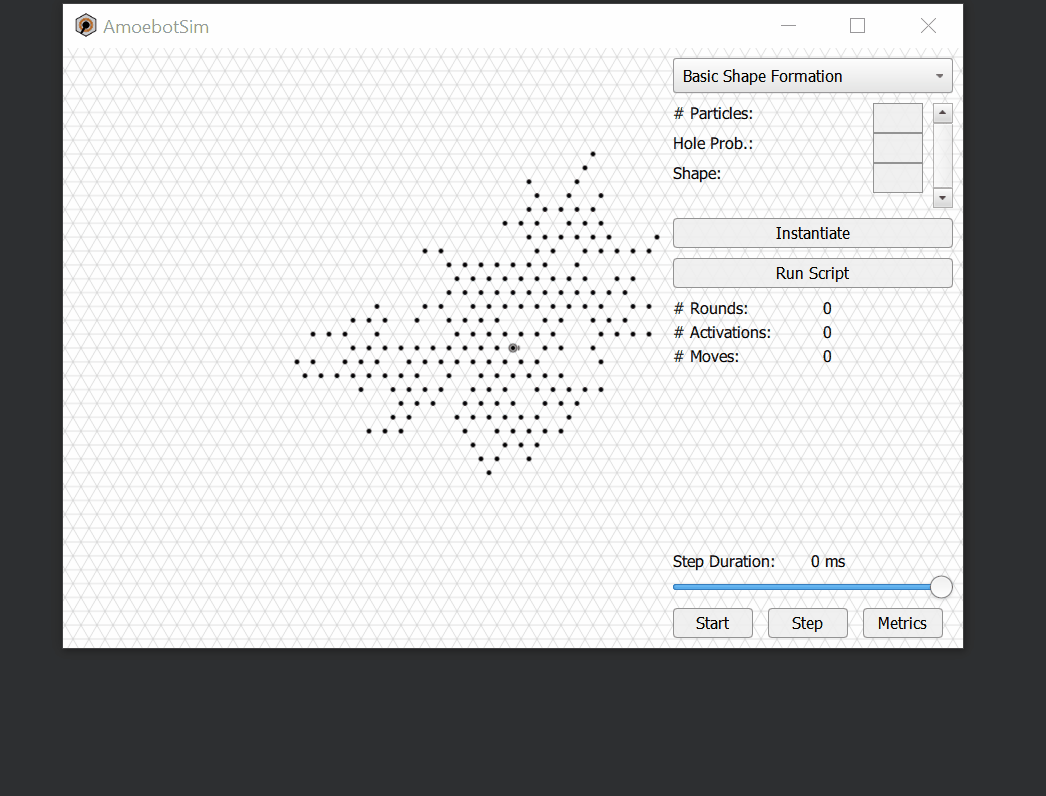 AmoebotSim
Basic Shape Formation
# Particles:
Hole Prob.:
Shape:
Instantiate
Run Script
# Rounds: 0
# Activations: 0
# Moves: 0
Step Duration: 0 ms
Start Step Metrics